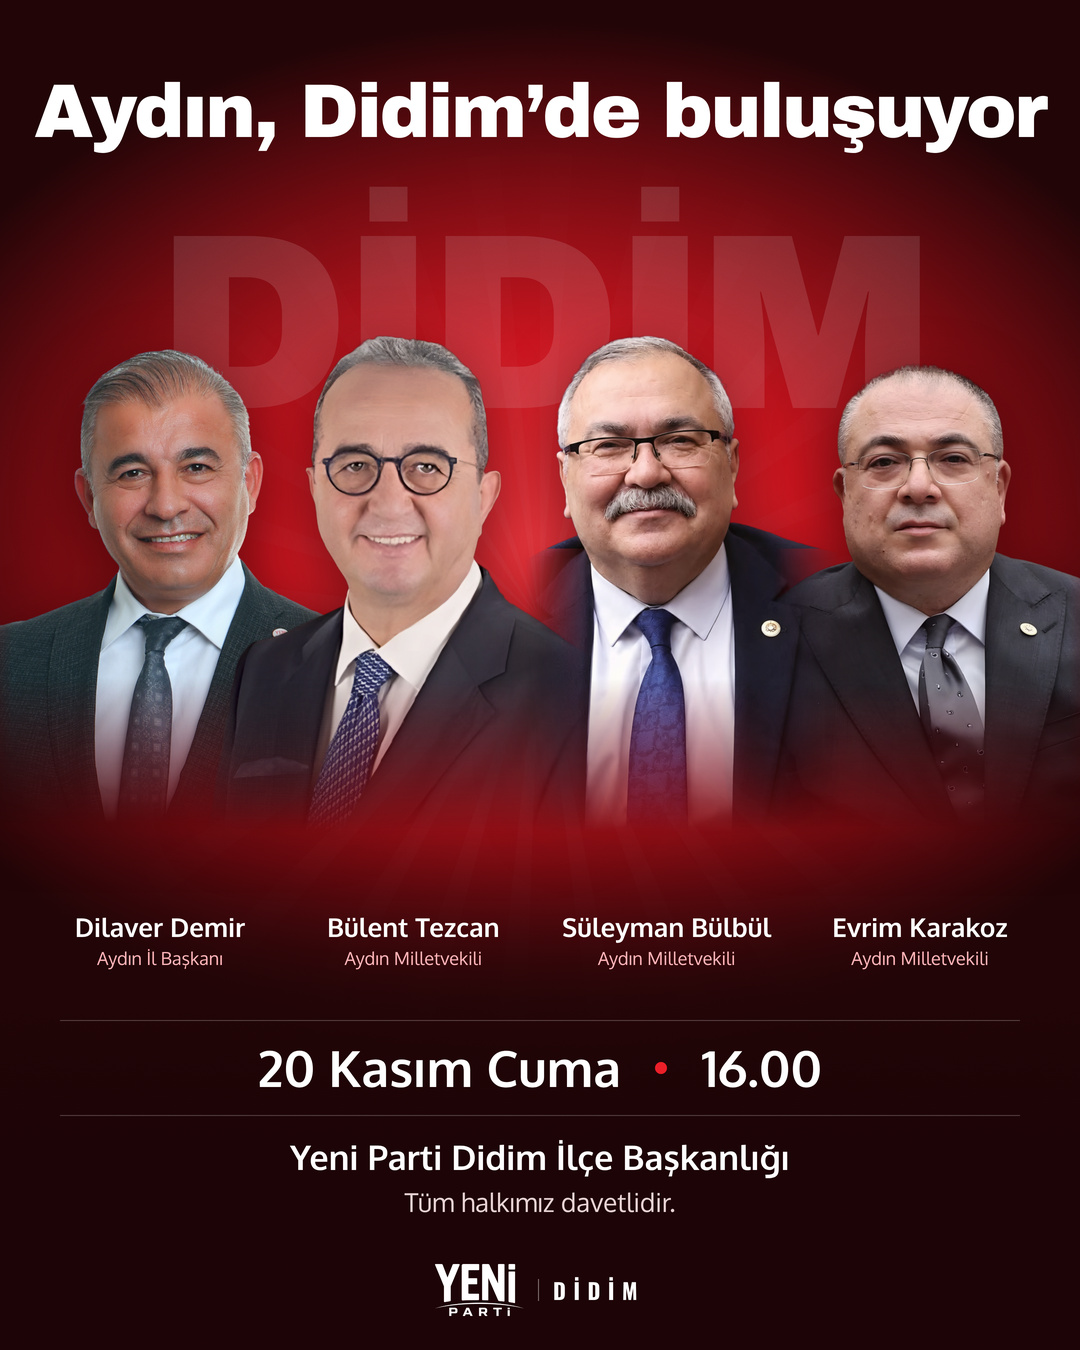 Aydın, Didim’de buluşuyor
DİDİM
Dilaver Demir
Aydın İl Başkanı
Bülent Tezcan
Aydın Milletvekili
Süleyman Bülbül
Aydın Milletvekili
Evrim Karakoz
Aydın Milletvekili
20 Kasım Cuma • 16.00
Yeni Parti Didim İlçe Başkanlığı
Tüm halkımız davetlidir.
YENİ
PARTİ
DİDİM